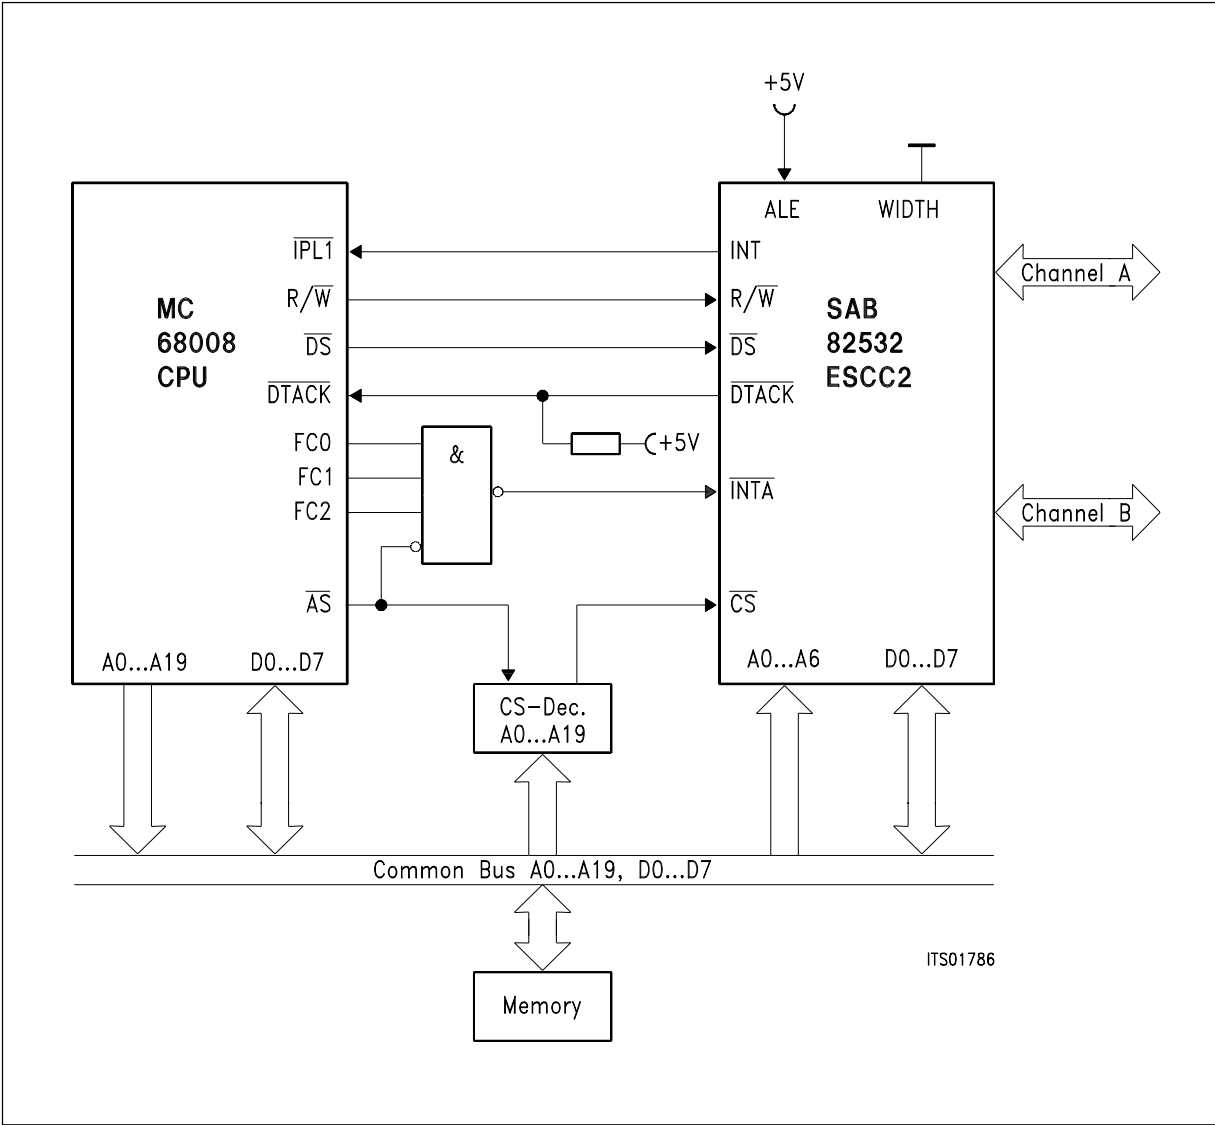 +5V
ALE WIDTH
IPL1 INT
Channel A
R/W R/W
MC SAB
68008 82532
DS DS
CPU ESCC2
DTACK DTACK
FC0 & +5V
FC1
INTA
FC2
Channel B
AS CS
A0...A19 D0...D7 A0...A6 D0...D7
CS-Dec.
A0...A19
Common Bus A0...A19, D0...D7
ITS01786
Memory